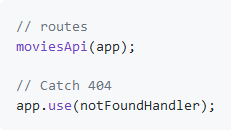 // routes
moviesApi(app);
// Catch 404
app.use(notFoundHandler);